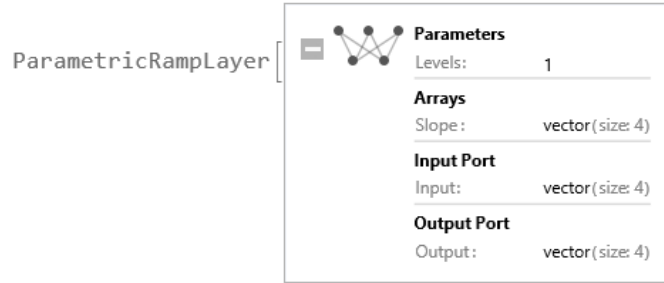 Parameters
ParametricRampLayer[
Levels: 1
Arrays
Slope: vector(size: 4)
Input Port
Input: vector(size: 4)
Output Port
Output: vector(size: 4)